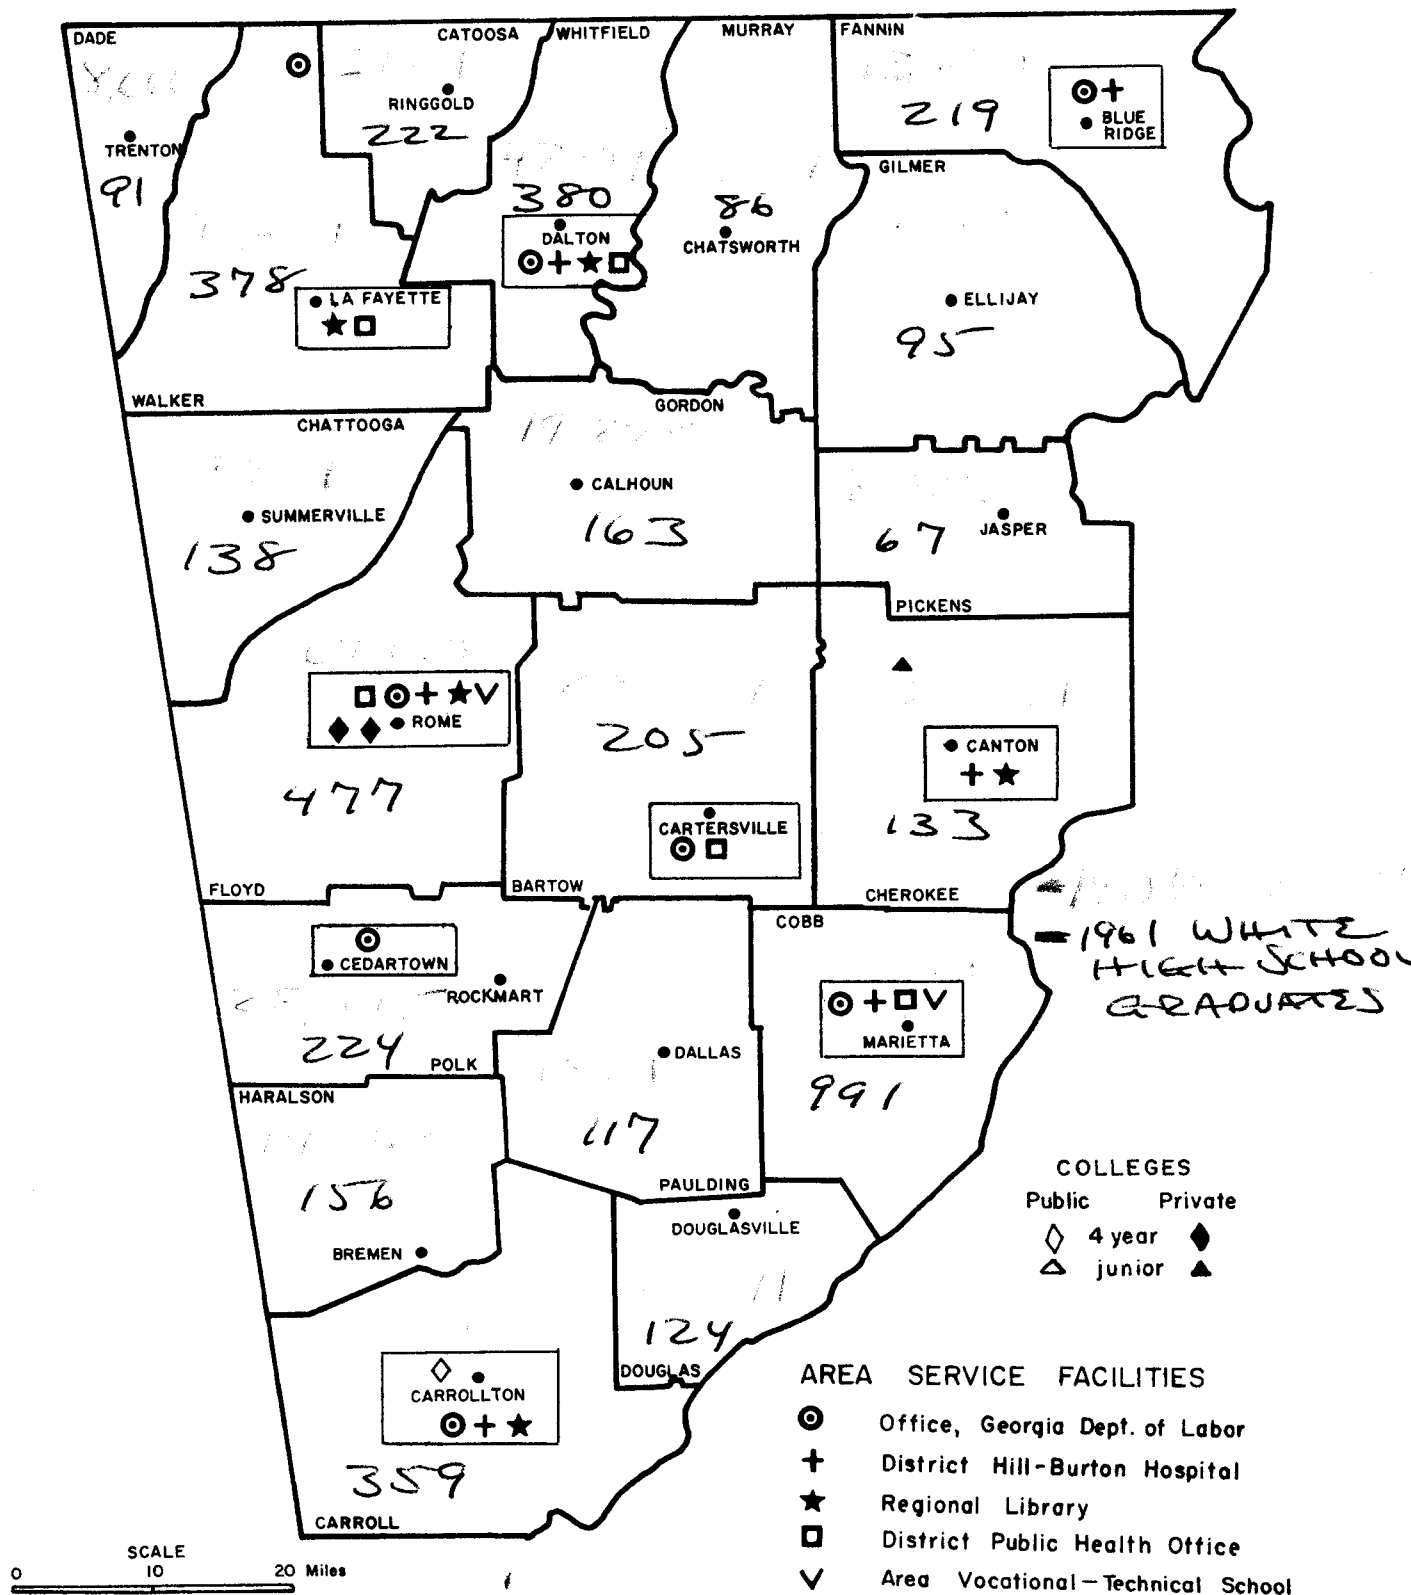 DADE
CATOOSA
WHITFIELD
MURRAY
FANNIN
RINGGOLD
222
219
BLUE
RIDGE
TRENTON
91
GILMER
380
DALTON
86
CHATSWORTH
378
LA FAYETTE
ELLIJAY
95
WALKER
CHATTOOGA
GORDON
CALHOUN
163
SUMMERVILLE
138
JASPER
67
PICKENS
ROME
477
205
CARTERSVILLE
CANTON
133
FLOYD
BARTOW
CHEROKEE
COBB
1961 WHITE
HIGH SCHOOL
GRADUATES
CEDARTOWN
ROCKMART
224
POLK
DALLAS
117
PAULDING
MARIETTA
991
HARALSON
156
BREMEN
DOUGLASVILLE
124
DOUGLAS
CARROLLTON
359
CARROLL
COLLEGES
Public Private
4 year
junior
AREA SERVICE FACILITIES
Office, Georgia Dept. of Labor
District Hill-Burton Hospital
Regional Library
District Public Health Office
Area Vocational-Technical School
SCALE
0 10 20 Miles